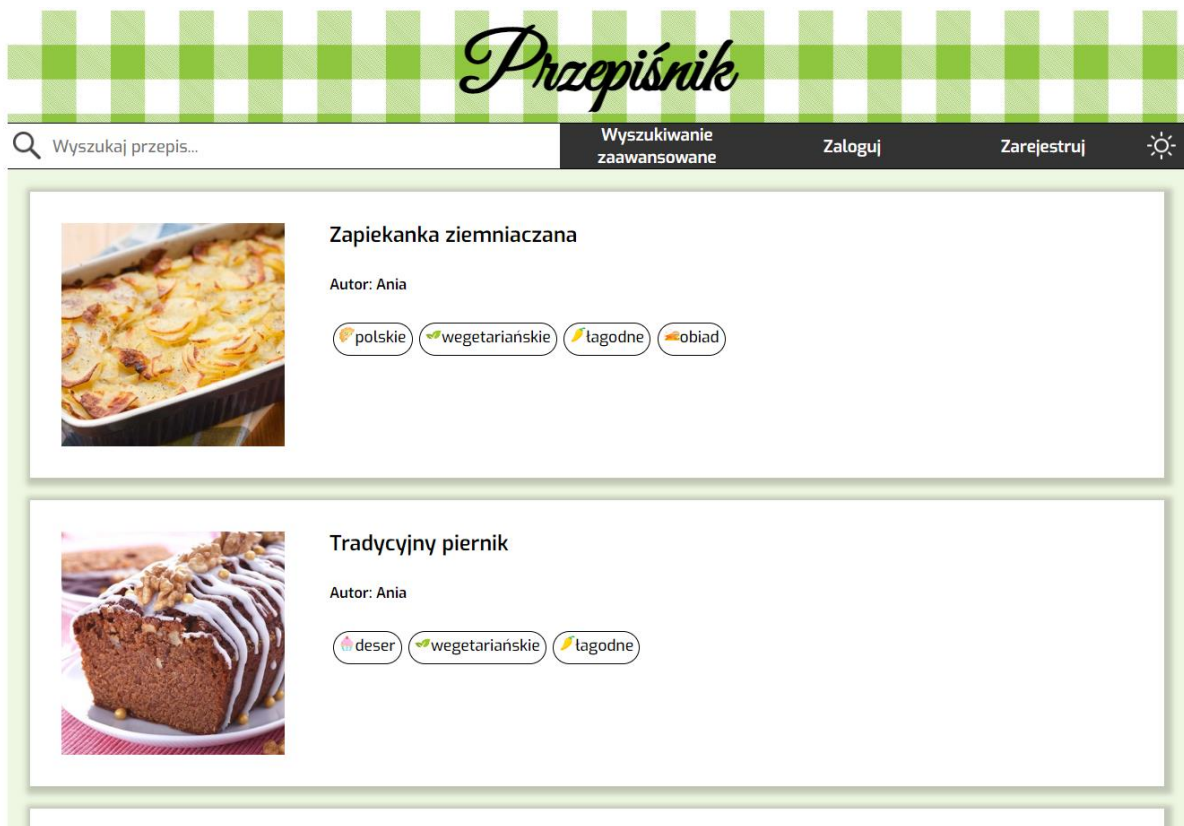 Przepiśnik
Wyszukaj przepis...
Wyszukiwanie
zaawansowane
Zaloguj
Zarejestruj
Zapiekanka ziemniaczana
Autor: Ania
polskie wegetariańskie łagodne obiad
Tradycyjny piernik
Autor: Ania
deser wegetariańskie łagodne